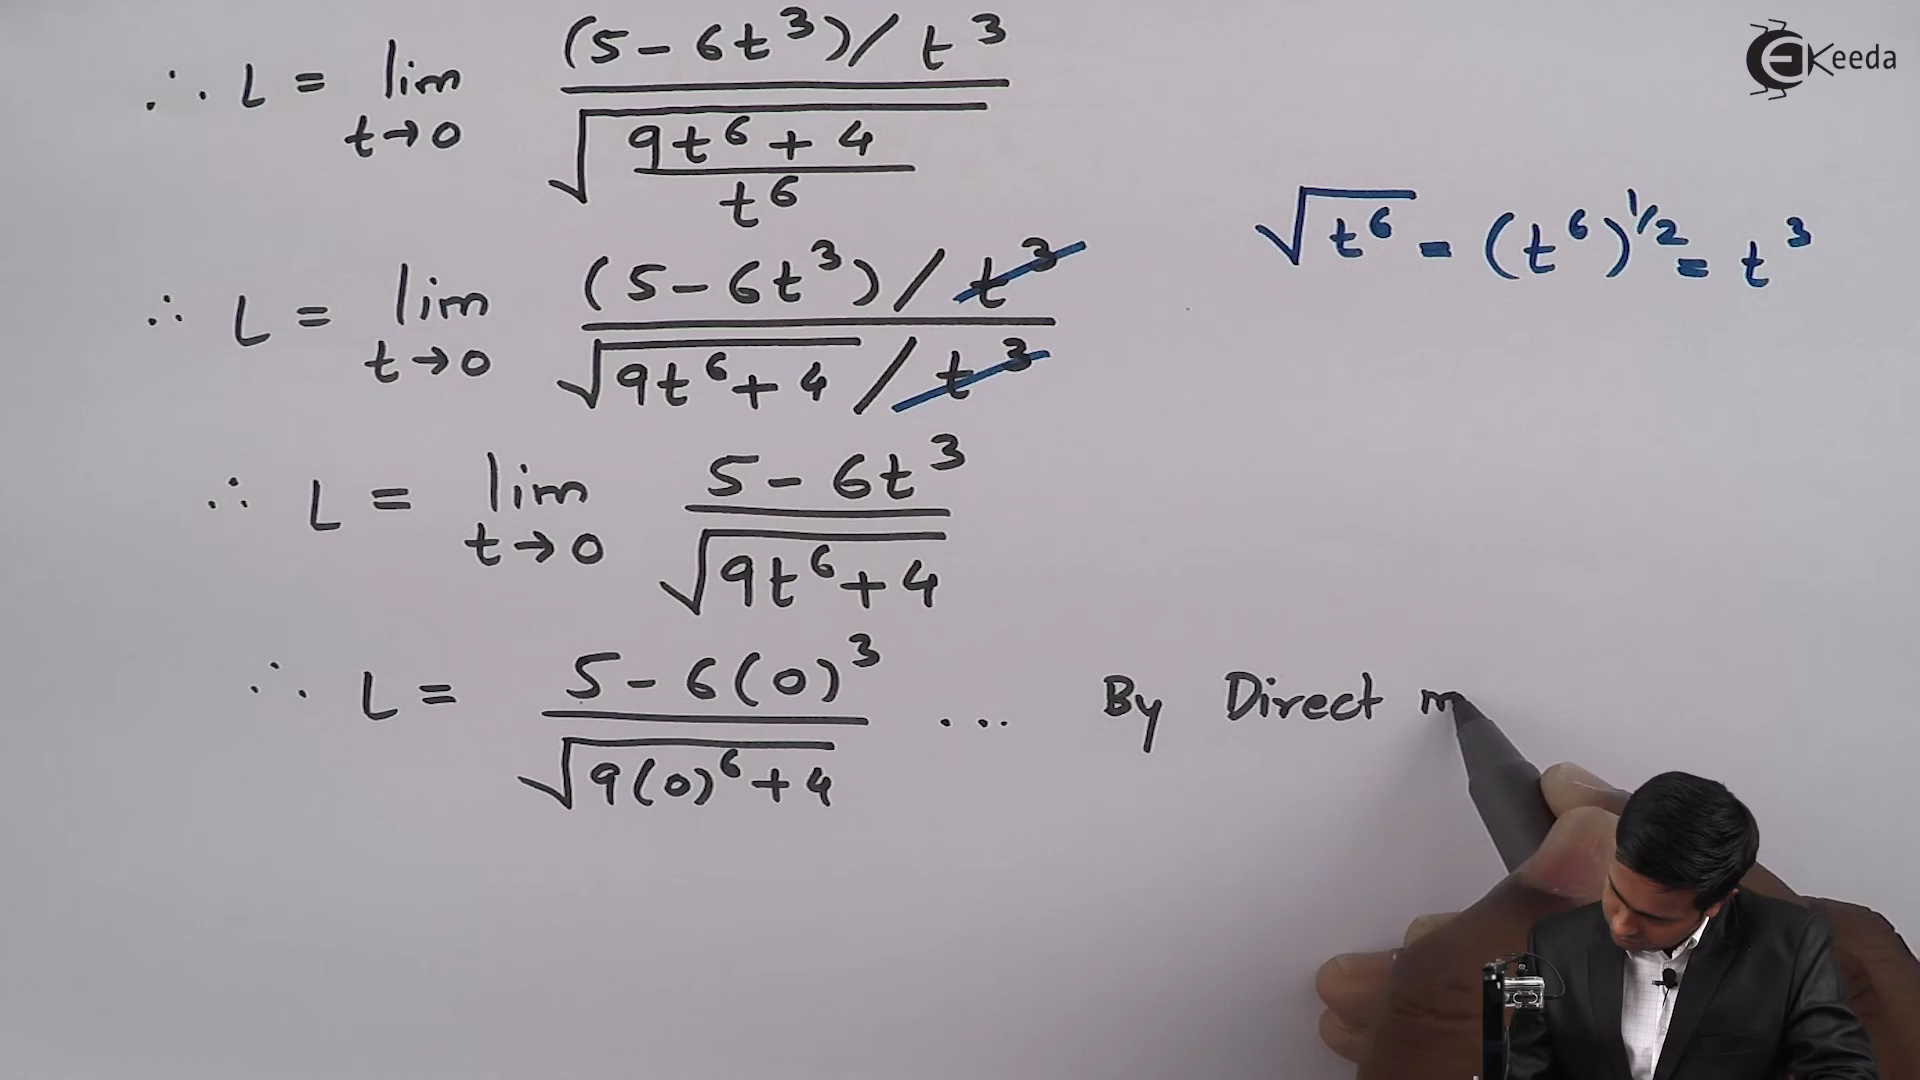 Keeda
∴ L = lim t→0 (5 - 6t³) / t³ / √((9t⁶ + 4) / t⁶)
√t⁶ = (t⁶)^1/2 = t³
∴ L = lim t→0 (5 - 6t³) / t³ / √(9t⁶ + 4) / t³
∴ L = lim t→0 5 - 6t³ / √(9t⁶ + 4)
∴ L = 5 - 6(0)³ / √(9(0)⁶ + 4) ... By Direct m